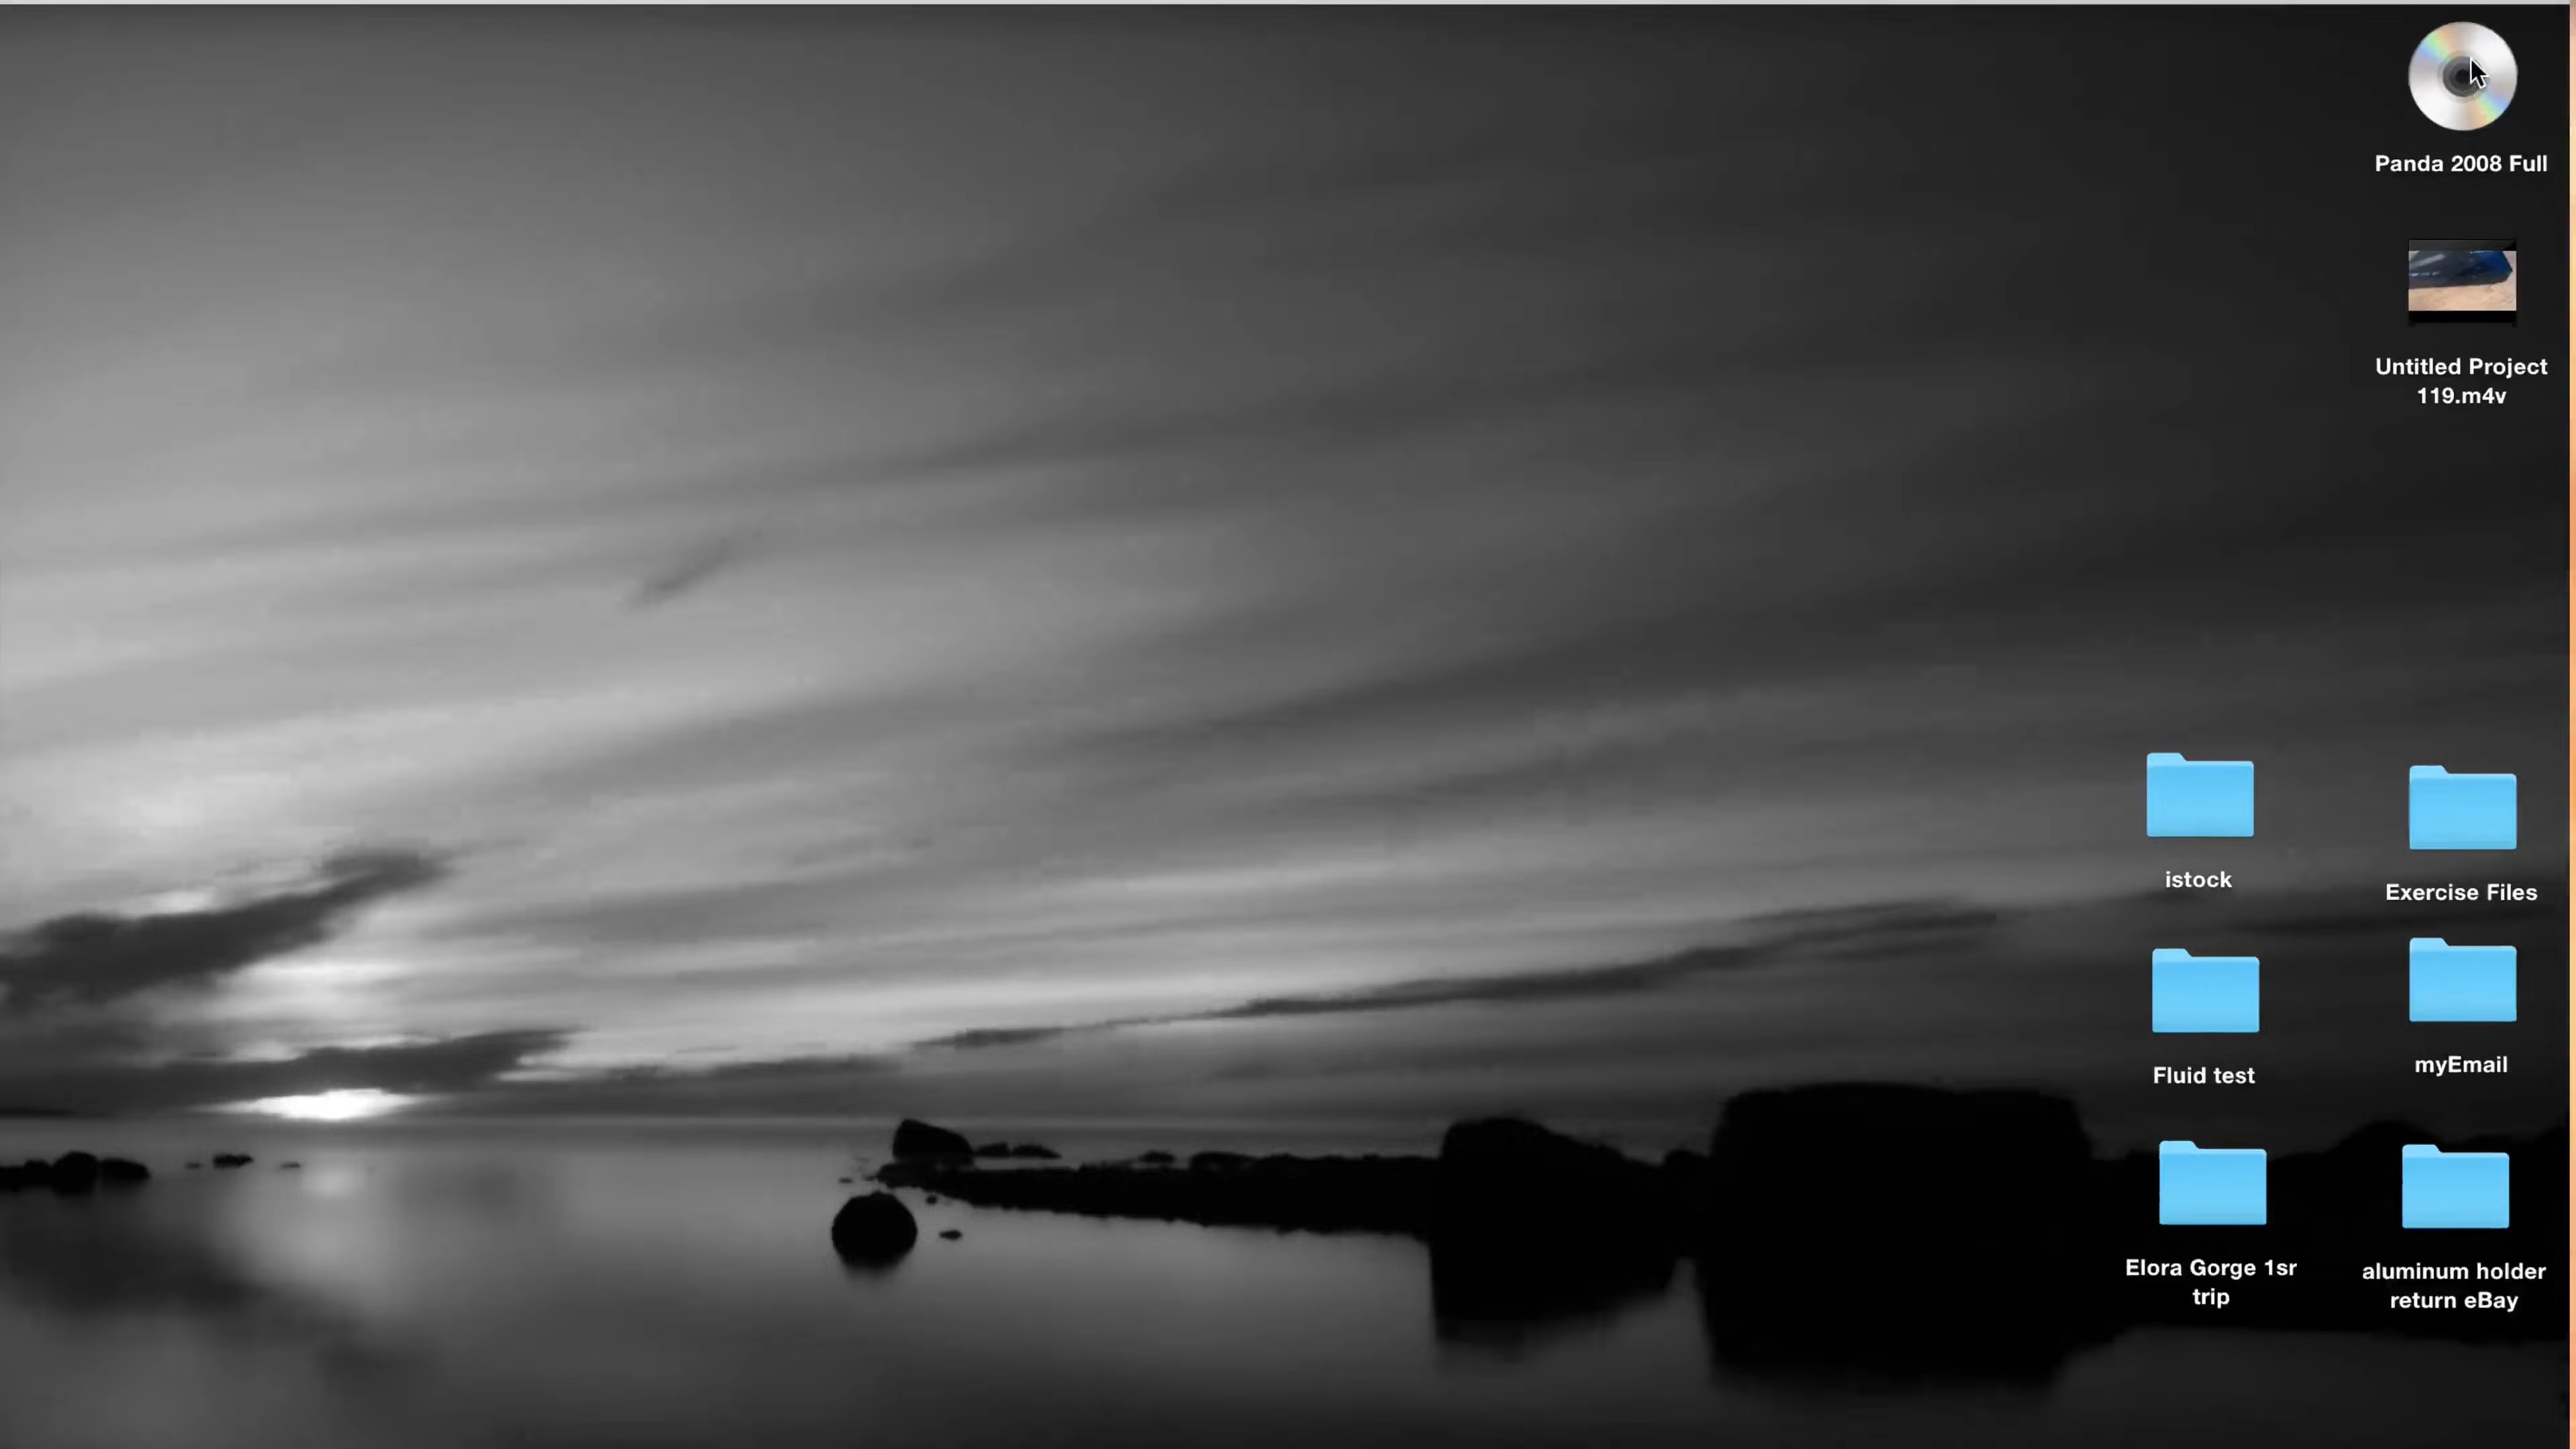 Panda 2008 Full
Untitled Project
119.m4v
istock
Exercise Files
Fluid test
myEmail
Elora Gorge 1sr
trip
aluminum holder
return eBay